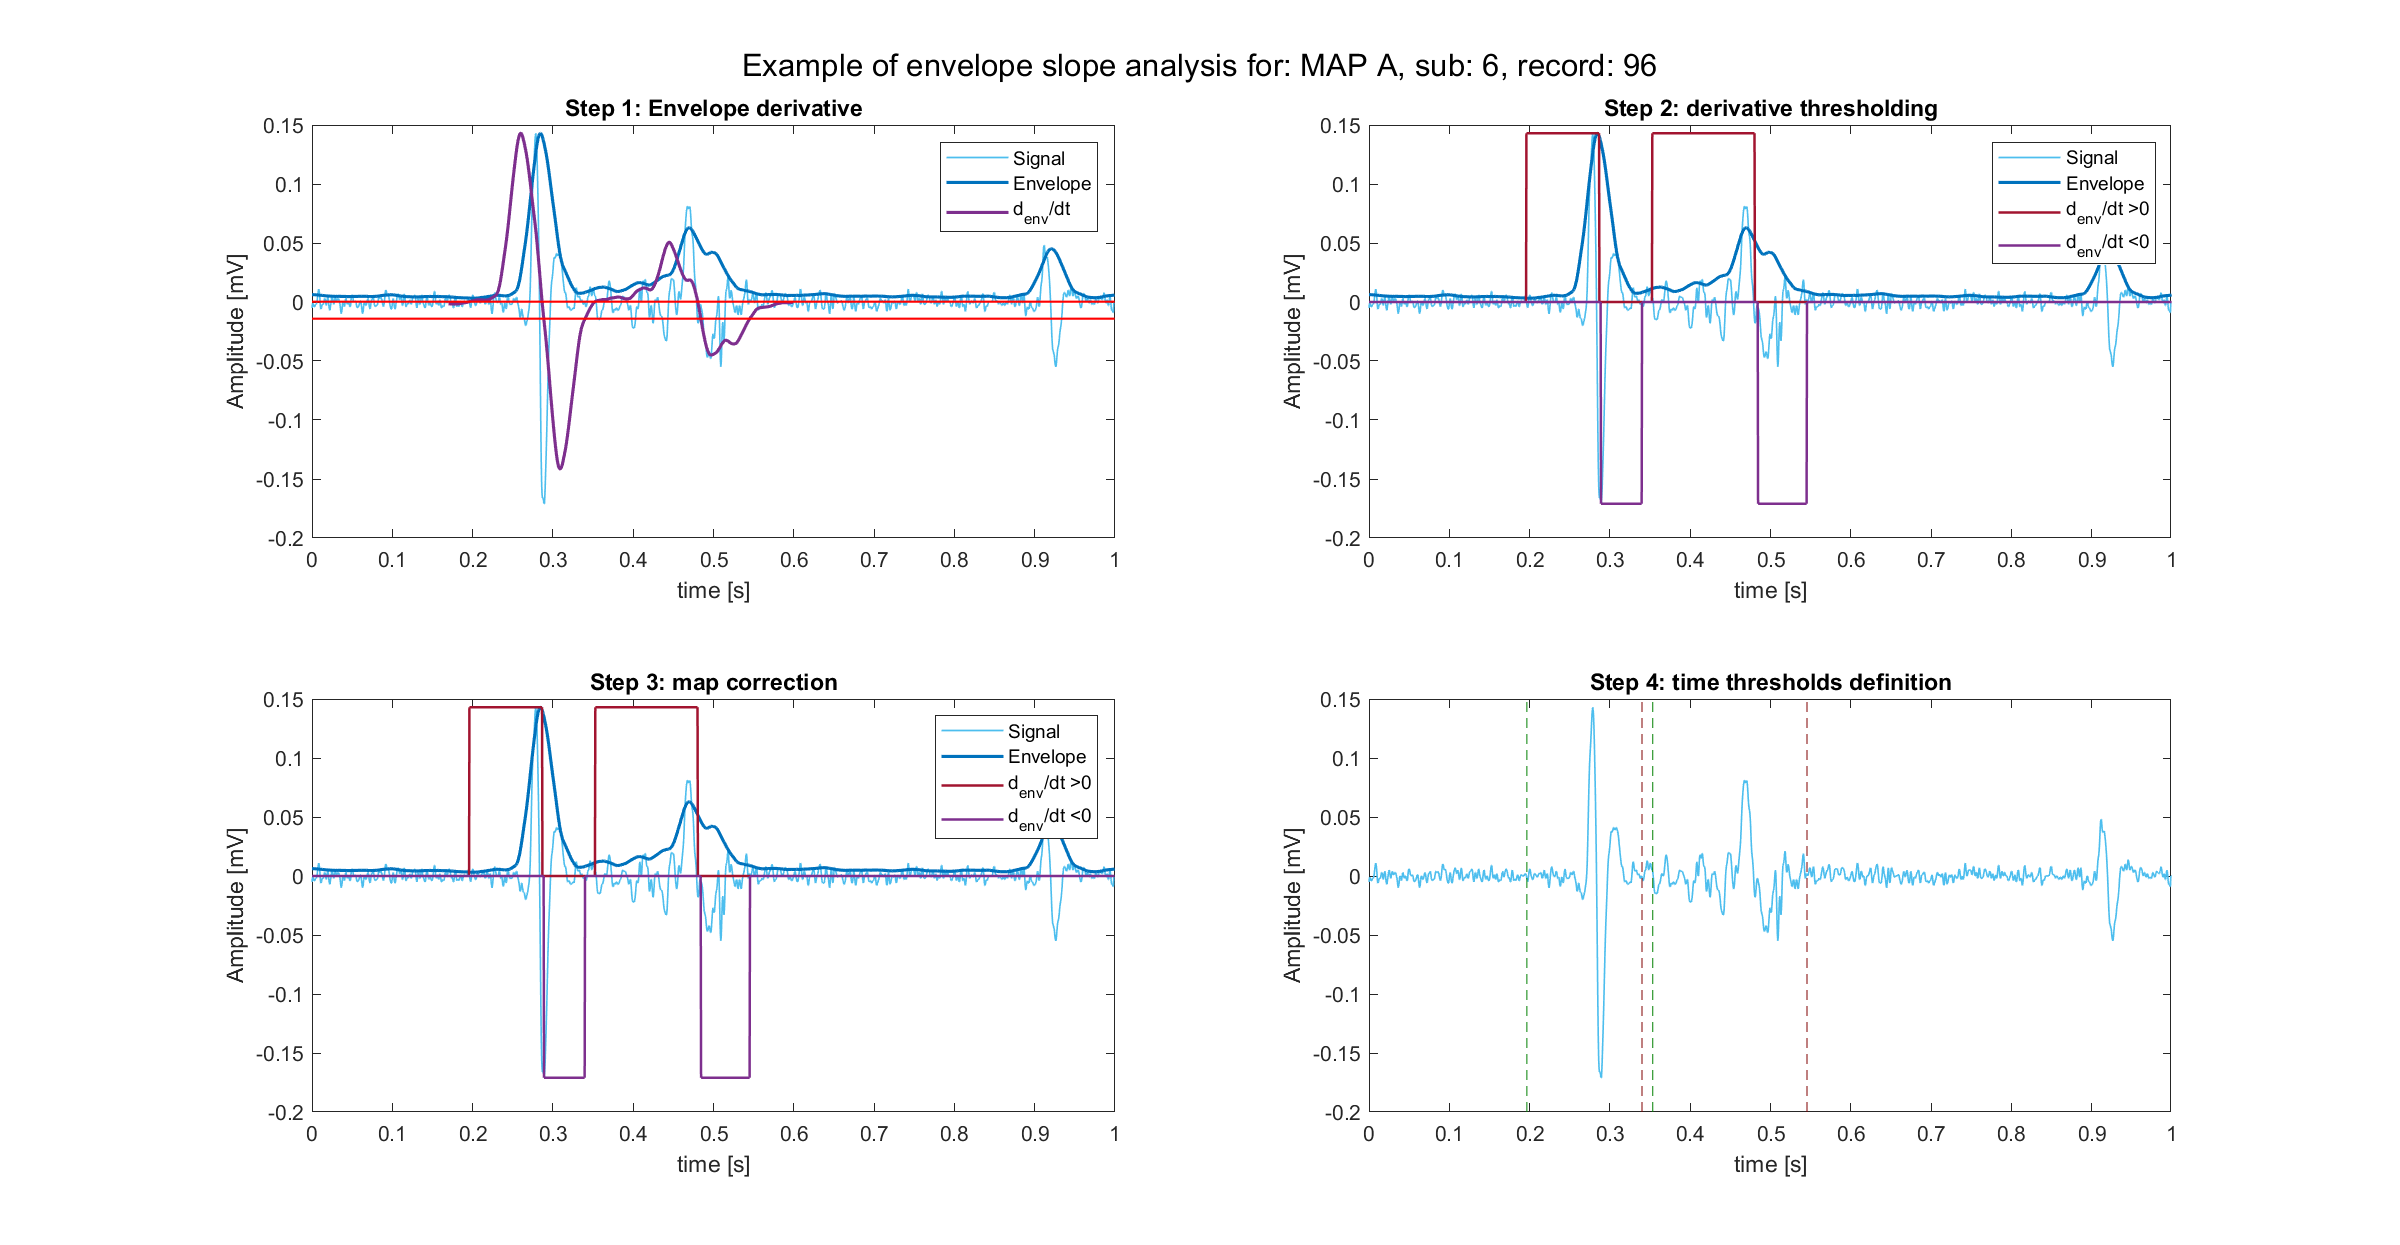 Example of envelope slope analysis for: MAP A, sub: 6, record: 96
Step 1: Envelope derivative
0.15
0.1
0.05
0
-0.05
-0.1
-0.15
-0.2
Amplitude [mV]
Signal
Envelope
d_env/dt
0 0.1 0.2 0.3 0.4 0.5 0.6 0.7 0.8 0.9 1
time [s]
Step 2: derivative thresholding
0.15
0.1
0.05
0
-0.05
-0.1
-0.15
-0.2
Amplitude [mV]
Signal
Envelope
d_env/dt >0
d_env/dt <0
0 0.1 0.2 0.3 0.4 0.5 0.6 0.7 0.8 0.9 1
time [s]
Step 3: map correction
0.15
0.1
0.05
0
-0.05
-0.1
-0.15
-0.2
Amplitude [mV]
Signal
Envelope
d_env/dt >0
d_env/dt <0
0 0.1 0.2 0.3 0.4 0.5 0.6 0.7 0.8 0.9 1
time [s]
Step 4: time thresholds definition
0.15
0.1
0.05
0
-0.05
-0.1
-0.15
-0.2
Amplitude [mV]
0 0.1 0.2 0.3 0.4 0.5 0.6 0.7 0.8 0.9 1
time [s]